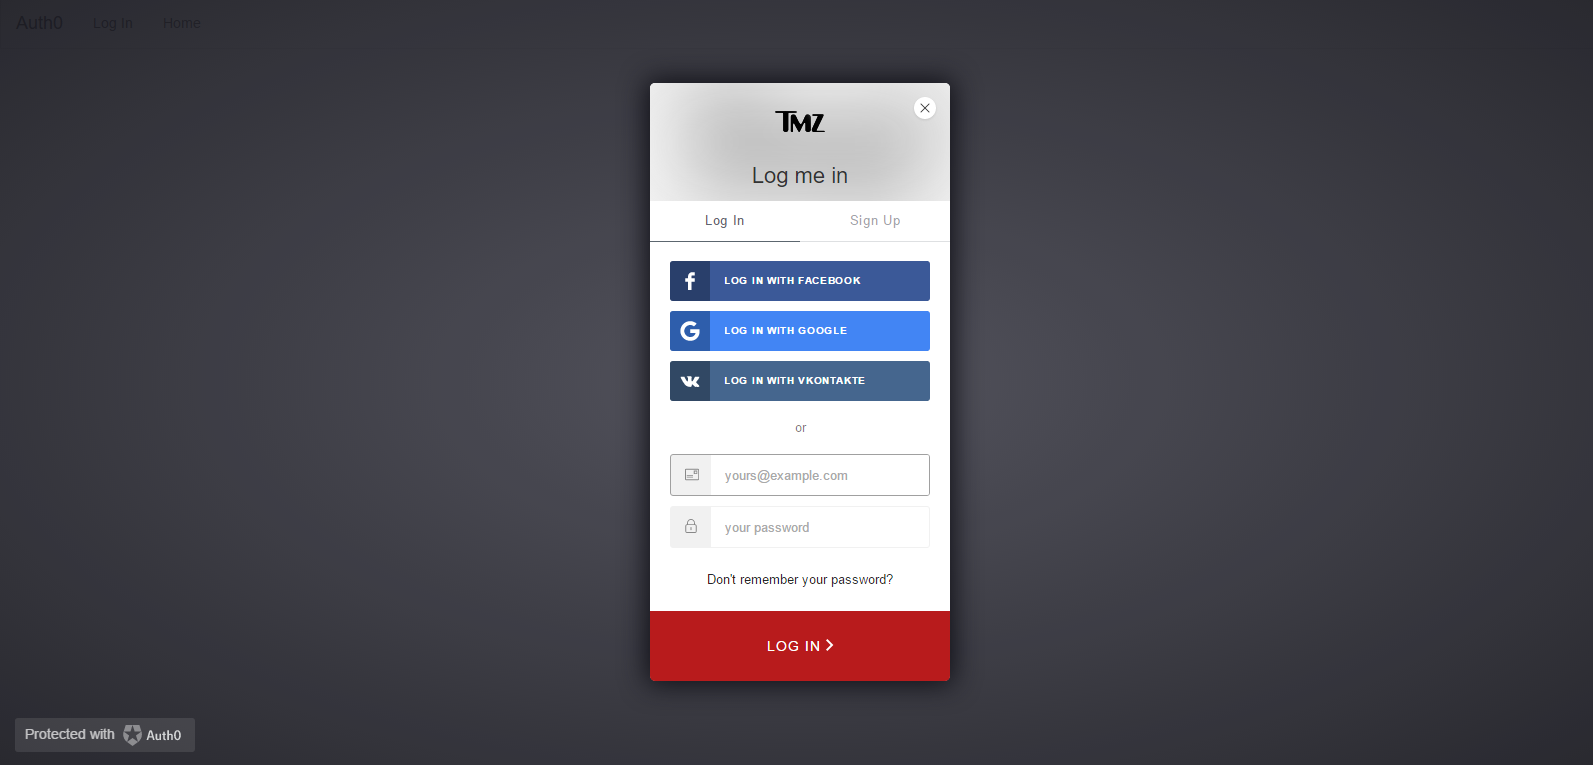 Auth0 Log In Home
TMZ
Log me in
Log In Sign Up
LOG IN WITH FACEBOOK
LOG IN WITH GOOGLE
LOG IN WITH VKONTAKTE
or
yours@example.com
your password
Don't remember your password?
LOG IN
Protected with Auth0